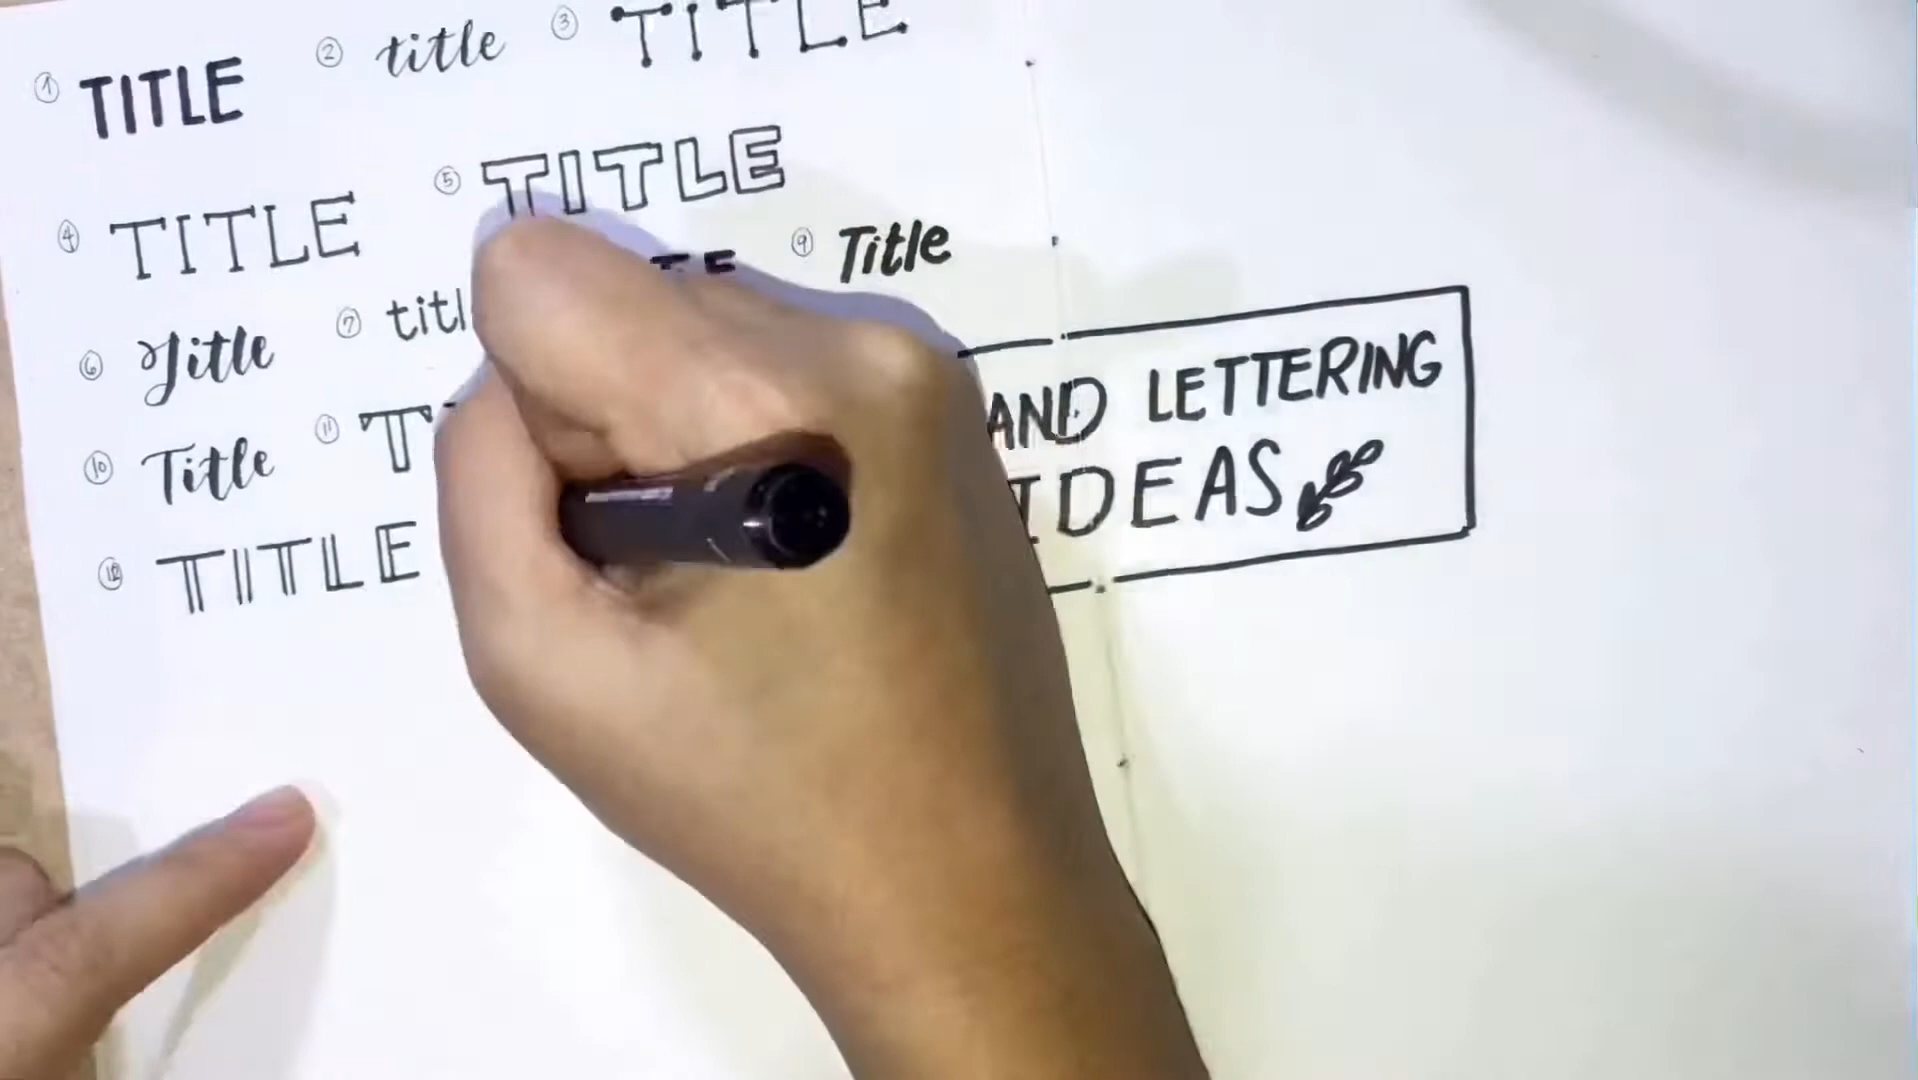 ① TITLE ② title ③ TITLE
④ TITLE ⑤ TITLE
⑥ Title ⑦ titl ⑨ Title
⑩ Title ⑪ T
⑫ TITLE
AND LETTERING
IDEAS